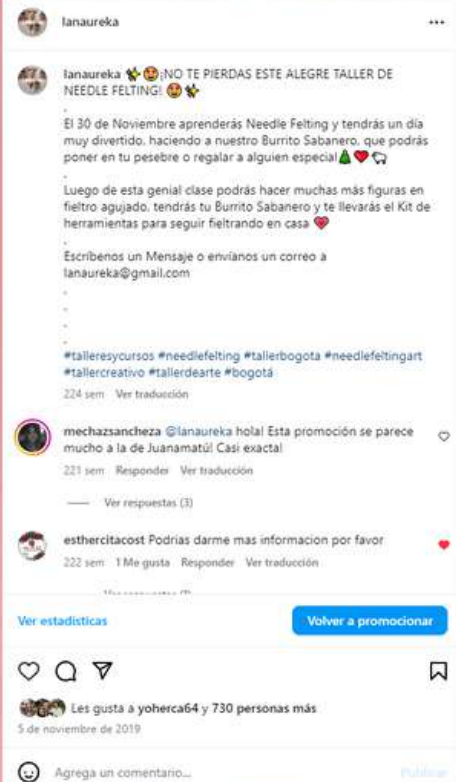 lanaureka
lanaureka ✨🤩¡NO TE PIERDAS ESTE ALEGRE TALLER DE
NEEDLE FELTING! 🤩✨
.
El 30 de Noviembre aprenderás Needle Felting y tendrás un día
muy divertido, haciendo a nuestro Burrito Sabanero, que podrás
poner en tu pesebre o regalar a alguien especial🎄❤️🐑
.
Luego de esta genial clase podrás hacer muchas más figuras en
fieltro agujado, tendrás tu Burrito Sabanero y te llevarás el Kit de
herramientas para seguir fieltrando en casa 💗
.
Escríbenos un Mensaje o envíanos un correo a
lanaureka@gmail.com
.
.
.
.
#talleresycursos #needlefelting #tallerbogota #needlefeltingart
#tallercreativo #tallerdearte #bogotá
224 sem Ver traducción
mechazsancheza @lanaureka hola! Esta promoción se parece
mucho a la de Juanamatú! Casi exacta!
221 sem Responder Ver traducción
Ver respuestas (3)
esthercitacost Podrias darme mas informacion por favor
222 sem 1 Me gusta Responder Ver traducción
Ver estadísticas
Volver a promocionar
Les gusta a yoherca64 y 730 personas más
5 de noviembre de 2019
Agrega un comentario...
Publicar